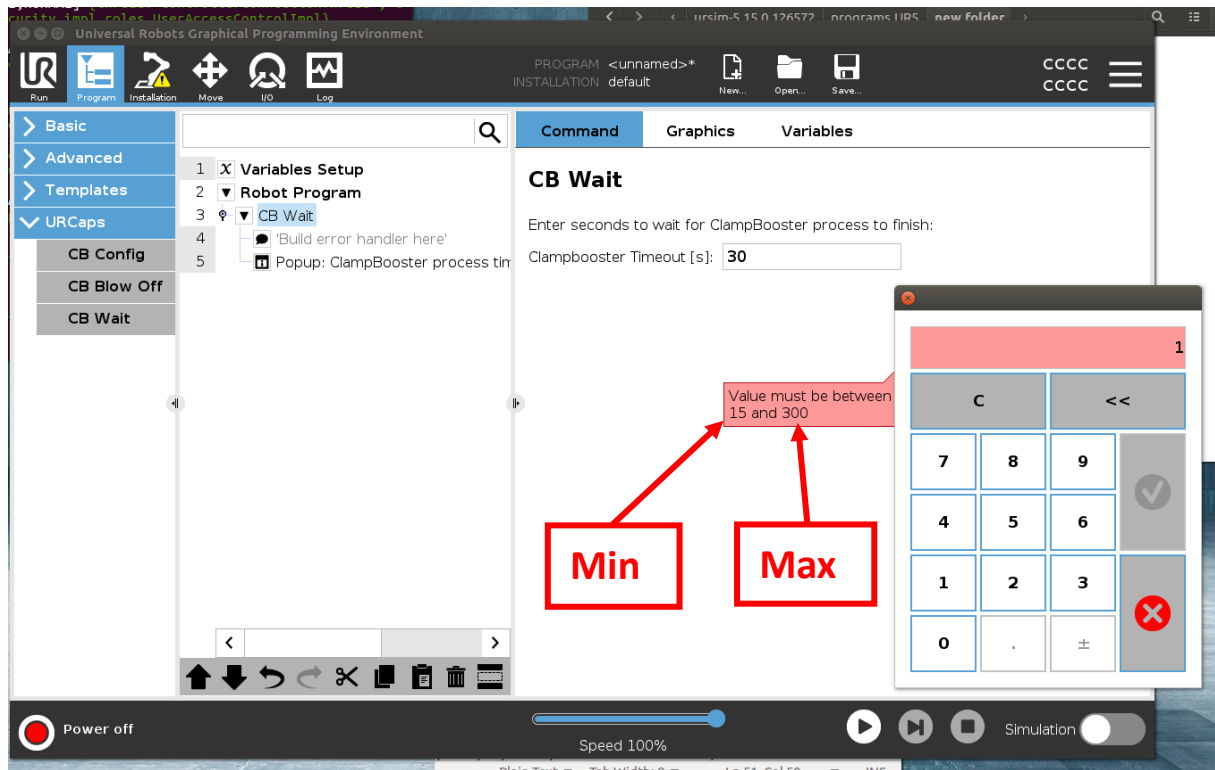 curity.impl.roles.UserAccessControlImpl}
ursim-5.15.0.126572 programs.UR5 new folder
Universal Robots Graphical Programming Environment
PROGRAM <unnamed>*
INSTALLATION default
CCCC
CCCC
Run Program Installation Move I/O Log New... Open... Save...
Basic
Advanced
Templates
URCaps
CB Config
CB Blow Off
CB Wait
1 X Variables Setup
2 Robot Program
3 CB Wait
4 'Build error handler here'
5 Popup: ClampBooster process tim
Command Graphics Variables
CB Wait
Enter seconds to wait for ClampBooster process to finish:
Clampbooster Timeout [s]: 30
Value must be between
15 and 300
Min
Max
1
C <<
7 8 9
4 5 6
1 2 3
0 . ±
Power off
Speed 100%
Simulation